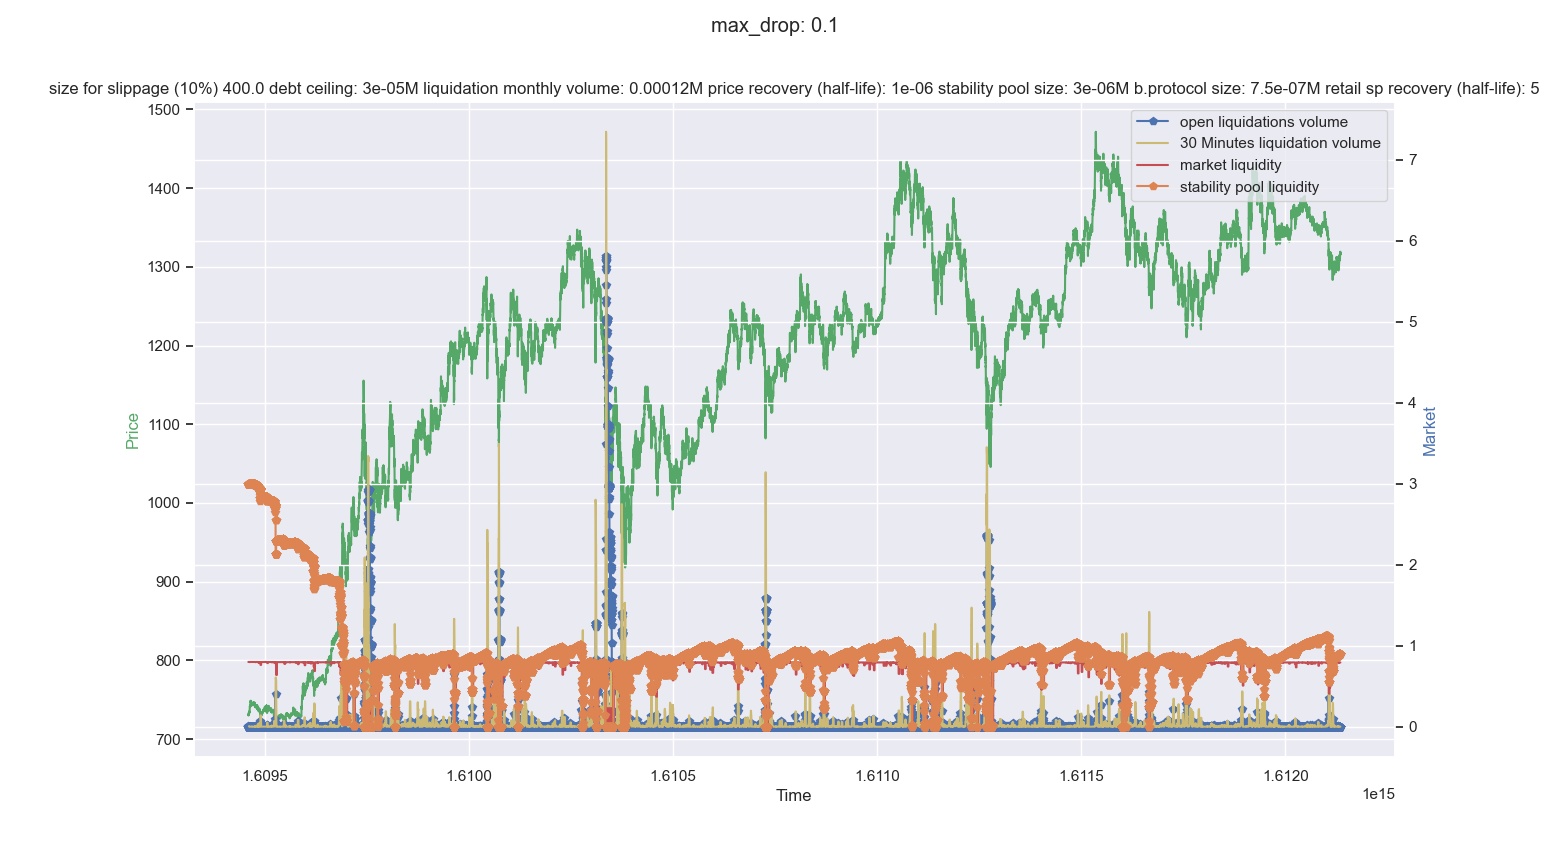 max_drop: 0.1
size for slippage (10%) 400.0 debt ceiling: 3e-05M liquidation monthly volume: 0.00012M price recovery (half-life): 1e-06 stability pool size: 3e-06M b.protocol size: 7.5e-07M retail sp recovery (half-life): 5
open liquidations volume
30 Minutes liquidation volume
market liquidity
stability pool liquidity
1500
1400
1300
1200
1100
1000
900
800
700
Price
7
6
5
4
3
2
1
0
Market
1.6095
1.6100
1.6105
1.6110
1.6115
1.6120
1e15
Time